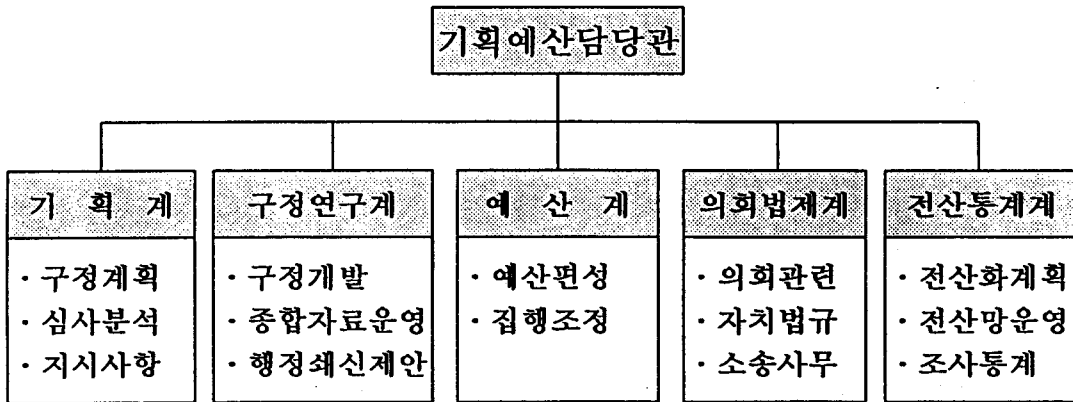 기획예산담당관
기 획 계
· 구정계획
· 심사분석
· 지시사항
구정연구계
· 구정개발
· 종합자료운영
· 행정쇄신제안
예 산 계
· 예산편성
· 집행조정
의회법제계
· 의회관련
· 자치법규
· 소송사무
전산통계계
· 전산화계획
· 전산망운영
· 조사통계